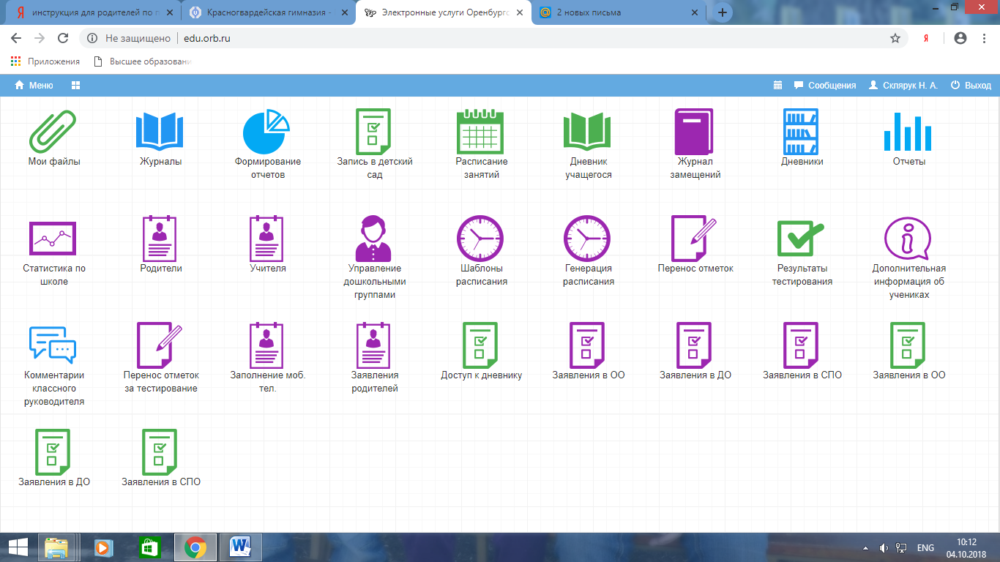 инструкция для родителей по п
Красногвардейская гимназия -
Электронные услуги Оренбургс
2 новых письма
Не защищено
edu.orb.ru
Приложения
Высшее образовани
Меню
Сообщения
Склярук Н. А.
Выход
Мои файлы
Журналы
Формирование
отчетов
Запись в детский
сад
Расписание
занятий
Дневник
учащегося
Журнал
замещений
Дневники
Отчеты
Статистика по
школе
Родители
Учителя
Управление
дошкольными
группами
Шаблоны
расписания
Генерация
расписания
Перенос отметок
Результаты
тестирования
Дополнительная
информация об
учениках
Комментарии
классного
руководителя
Перенос отметок
за тестирование
Заполнение моб.
тел.
Заявления
родителей
Доступ к дневнику
Заявления в ОО
Заявления в ДО
Заявления в СПО
Заявления в ОО
Заявления в ДО
Заявления в СПО
ENG
10:12
04.10.2018